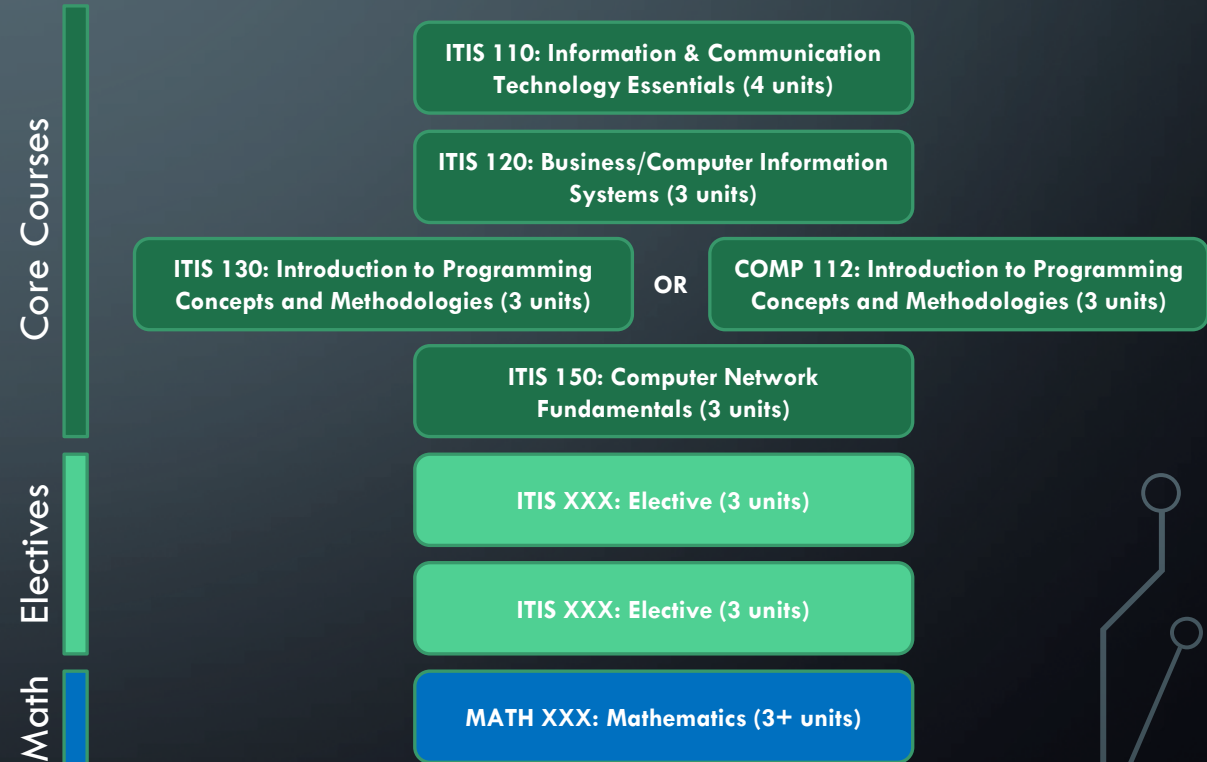 Core Courses
ITIS 110: Information & Communication
Technology Essentials (4 units)
ITIS 120: Business/Computer Information
Systems (3 units)
ITIS 130: Introduction to Programming
Concepts and Methodologies (3 units)
OR
COMP 112: Introduction to Programming
Concepts and Methodologies (3 units)
ITIS 150: Computer Network
Fundamentals (3 units)
Electives
ITIS XXX: Elective (3 units)
ITIS XXX: Elective (3 units)
Math
MATH XXX: Mathematics (3+ units)